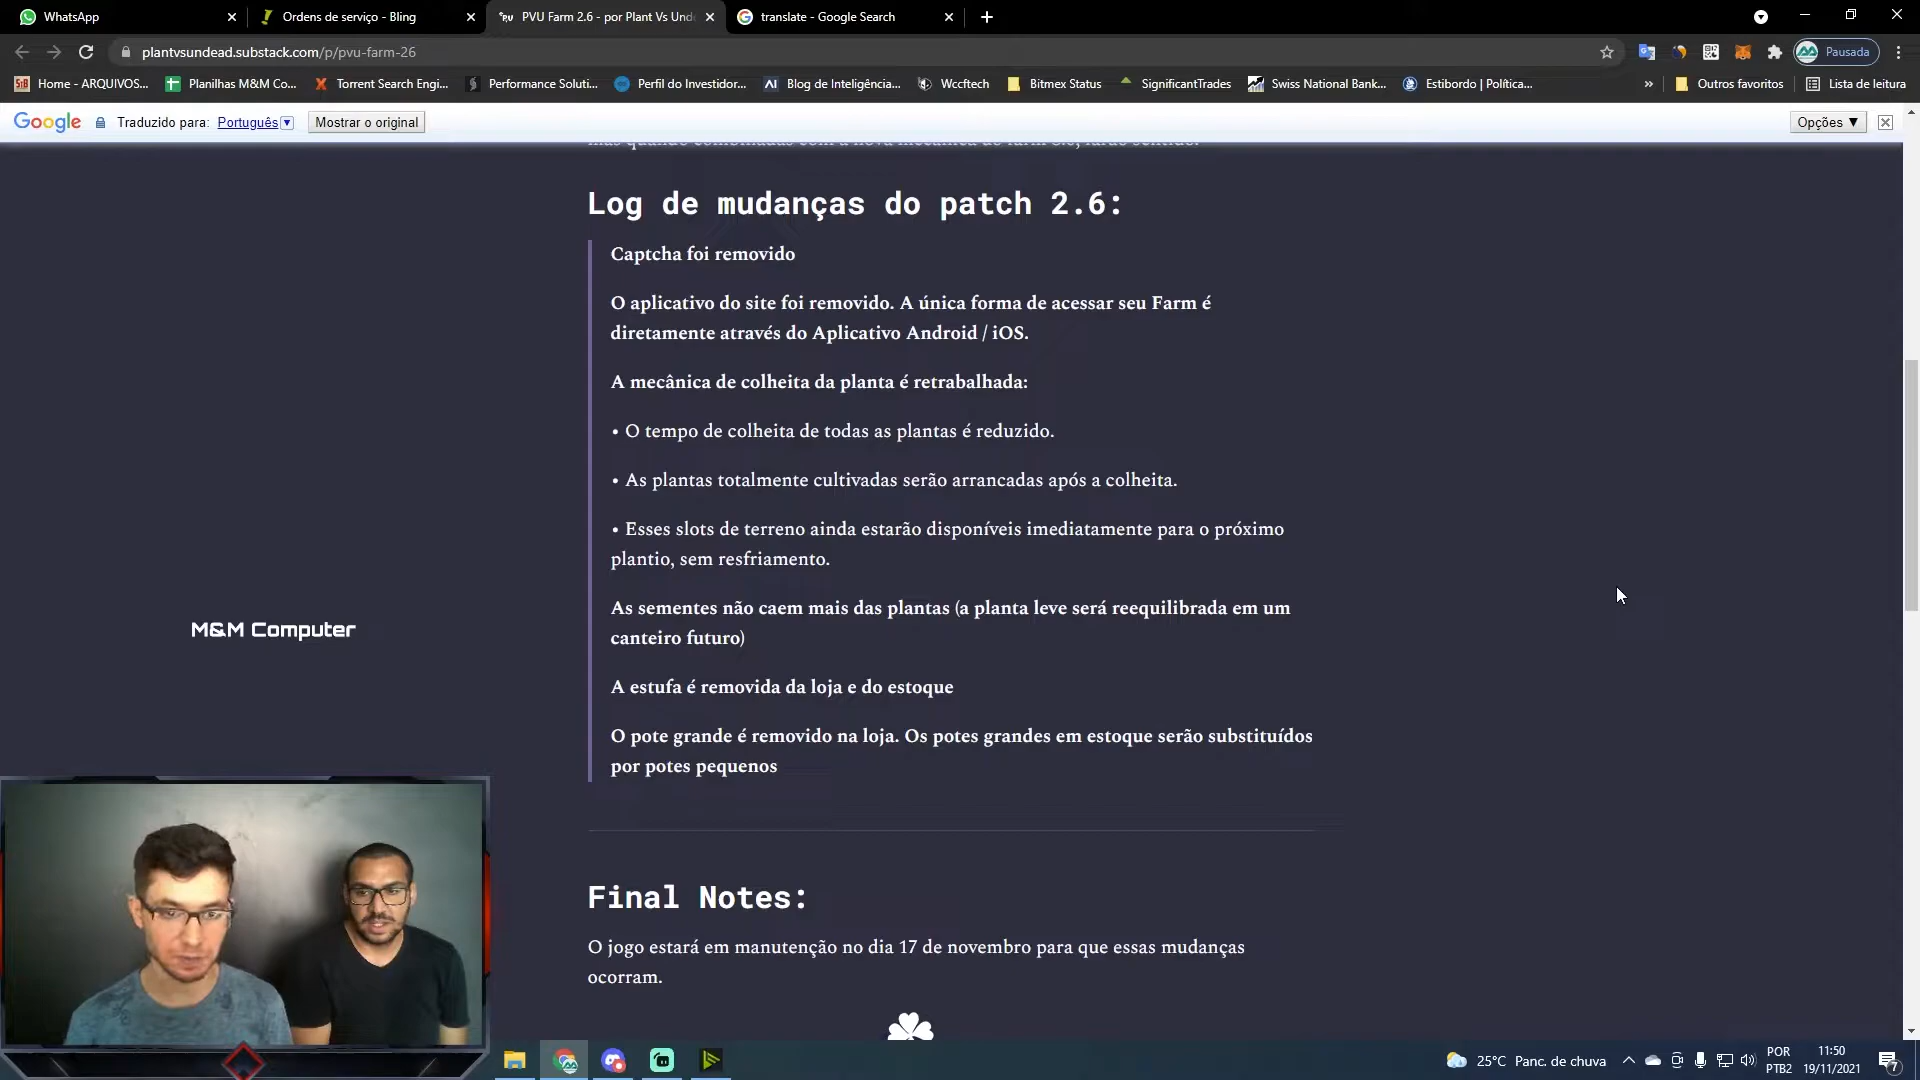 WhatsApp
Ordens de serviço - Bling
PVU Farm 2.6 - por Plant Vs Und
translate - Google Search
plantvsundead.substack.com/p/pvu-farm-26
Pausada
Home - ARQUIVOS...
Planilhas M&M Co...
Torrent Search Engi...
Performance Soluti...
Perfil do Investidor...
Blog de Inteligência...
Wccftech
Bitmex Status
SignificantTrades
Swiss National Bank...
Estibordo | Política...
»
Outros favoritos
Lista de leitura
Google
Traduzido para: Português
Mostrar o original
Opções ▼
Log de mudanças do patch 2.6:
Captcha foi removido
O aplicativo do site foi removido. A única forma de acessar seu Farm é
diretamente através do Aplicativo Android / iOS.
A mecânica de colheita da planta é retrabalhada:
• O tempo de colheita de todas as plantas é reduzido.
• As plantas totalmente cultivadas serão arrancadas após a colheita.
• Esses slots de terreno ainda estarão disponíveis imediatamente para o próximo
plantio, sem resfriamento.
As sementes não caem mais das plantas (a planta leve será reequilibrada em um
canteiro futuro)
M&M Computer
A estufa é removida da loja e do estoque
O pote grande é removido na loja. Os potes grandes em estoque serão substituídos
por potes pequenos
Final Notes:
O jogo estará em manutenção no dia 17 de novembro para que essas mudanças
ocorram.
25°C Panc. de chuva
POR
PTB2
11:50
19/11/2021
7